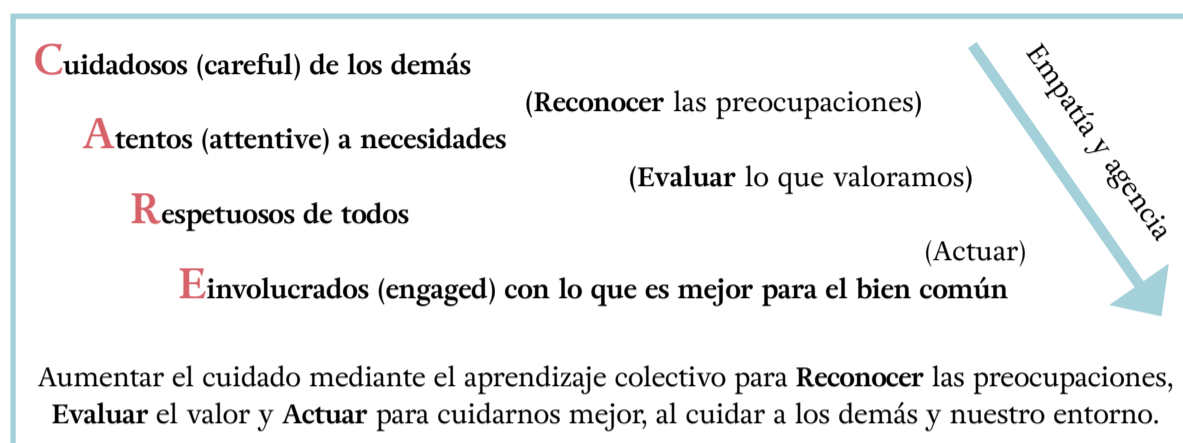 Cuidadosos (careful) de los demás
(Reconocer las preocupaciones)
Atentos (attentive) a necesidades
(Evaluar lo que valoramos)
Respetuosos de todos
(Actuar)
Einvolucrados (engaged) con lo que es mejor para el bien común
Empatía y agencia
Aumentar el cuidado mediante el aprendizaje colectivo para Reconocer las preocupaciones,
Evaluar el valor y Actuar para cuidarnos mejor, al cuidar a los demás y nuestro entorno.